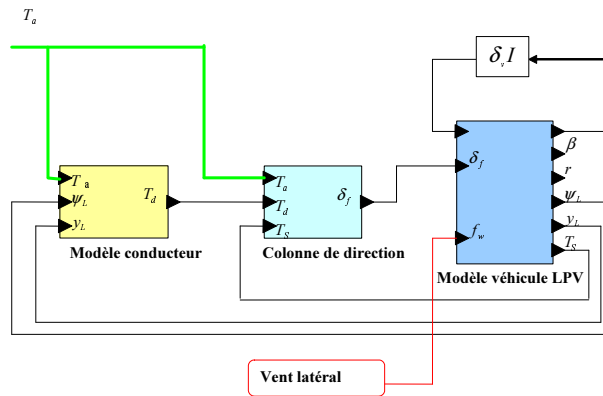 T_a
δ_v I
T_a
ψ_L
y_L
T_d
Modèle conducteur
T_a
T_d
T_S
δ_f
Colonne de direction
δ_f
f_w
β
r
ψ_L
y_L
T_S
Modèle véhicule LPV
Vent latéral